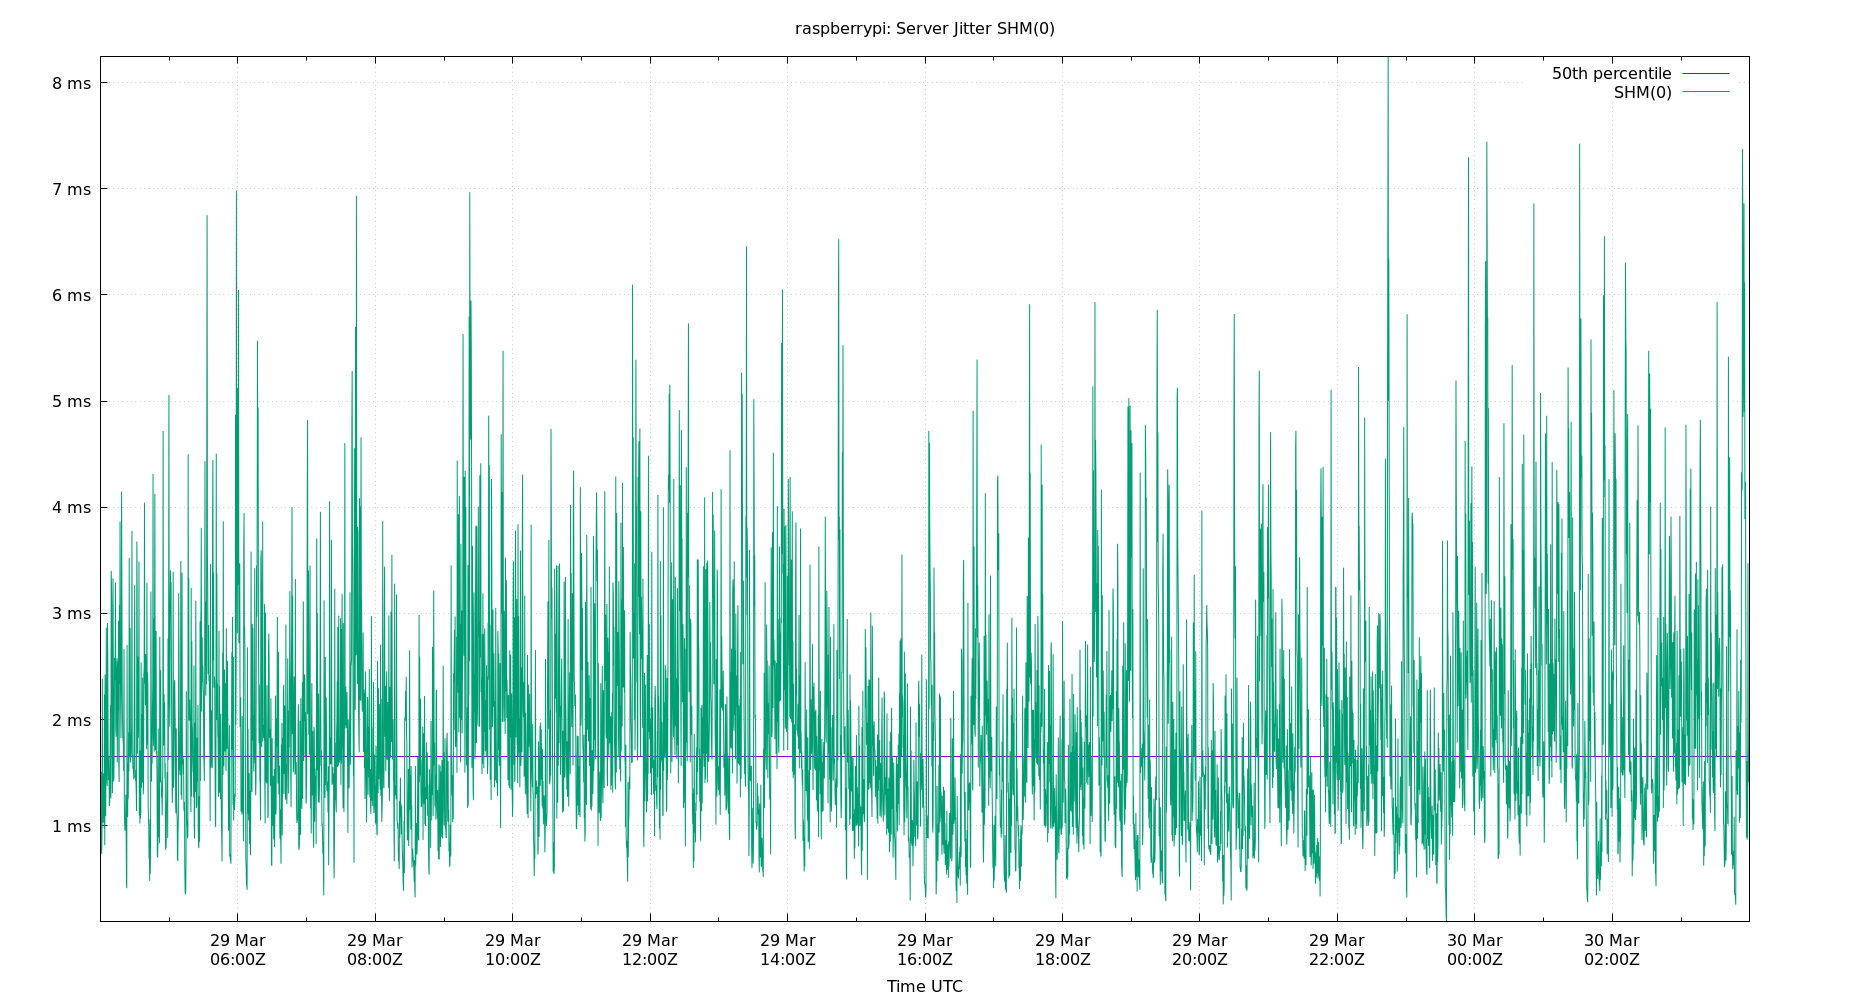 raspberrypi: Server Jitter SHM(0)
50th percentile
SHM(0)
8 ms
7 ms
6 ms
5 ms
4 ms
3 ms
2 ms
1 ms
29 Mar 29 Mar 29 Mar 29 Mar 29 Mar 29 Mar 29 Mar 29 Mar 29 Mar 30 Mar 30 Mar
06:00Z 08:00Z 10:00Z 12:00Z 14:00Z 16:00Z 18:00Z 20:00Z 22:00Z 00:00Z 02:00Z
Time UTC